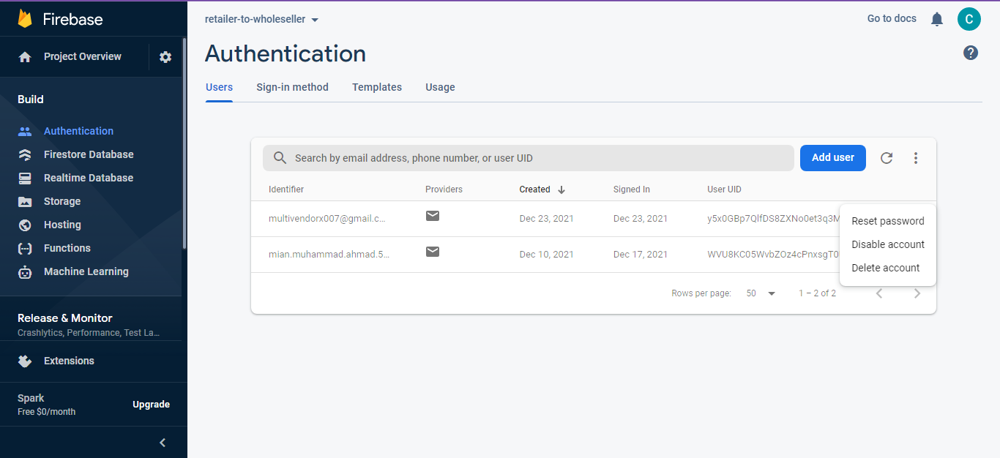 Firebase
Project Overview
Build
Authentication
Firestore Database
Realtime Database
Storage
Hosting
Functions
Machine Learning
Release & Monitor
Crashlytics, Performance, Test La...
Extensions
Spark
Free $0/month
Upgrade
retailer-to-wholeseller
Go to docs
C
Authentication
?
Users Sign-in method Templates Usage
Search by email address, phone number, or user UID
Add user
Identifier Providers Created Signed In User UID
multivendorx007@gmail.c... Dec 23, 2021 Dec 23, 2021 y5x0GBp7QlfDS8ZXNo0et3q3M
mian.muhammad.ahmad.5... Dec 10, 2021 Dec 17, 2021 WVU8KC05WvbZOz4cPnxsgT0
Reset password
Disable account
Delete account
Rows per page: 50 1 – 2 of 2